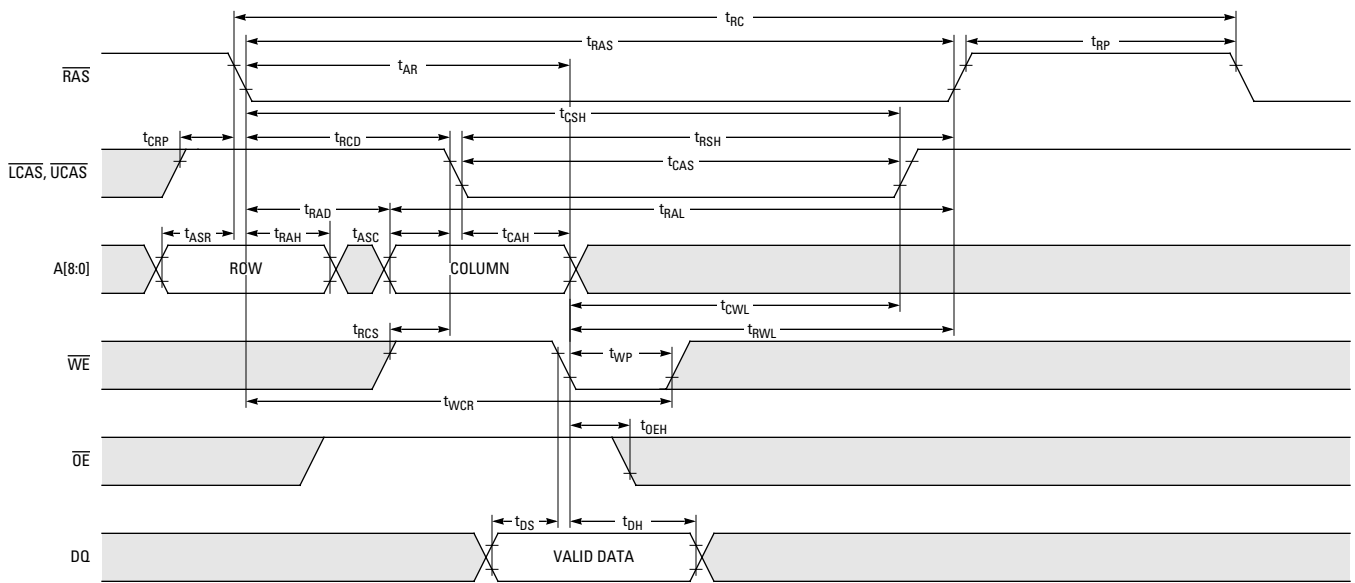 tRC
tRAS
tRP
tAR
RAS
tCSH
tCRP
tRCD
tRSH
tCAS
LCAS, UCAS
tRAD
tRAL
tASR
tRAH
tASC
tCAH
A[8:0]
ROW
COLUMN
tCWL
tRCS
tRWL
tWP
WE
tWCR
tOEH
OE
tDS
tDH
DQ
VALID DATA